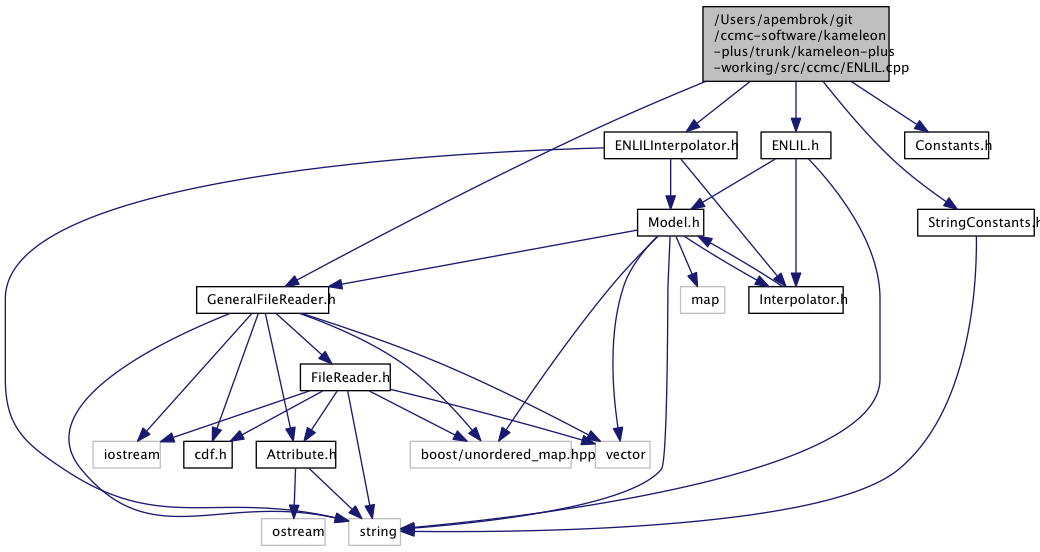 /Users/apembrok/git
/ccmc-software/kameleon
-plus/trunk/kameleon-plus
-working/src/ccmc/ENLIL.cpp
ENLILInterpolator.h
ENLIL.h
Constants.h
Model.h
StringConstants.h
GeneralFileReader.h
map
Interpolator.h
FileReader.h
iostream
cdf.h
Attribute.h
boost/unordered_map.hpp
vector
ostream
string